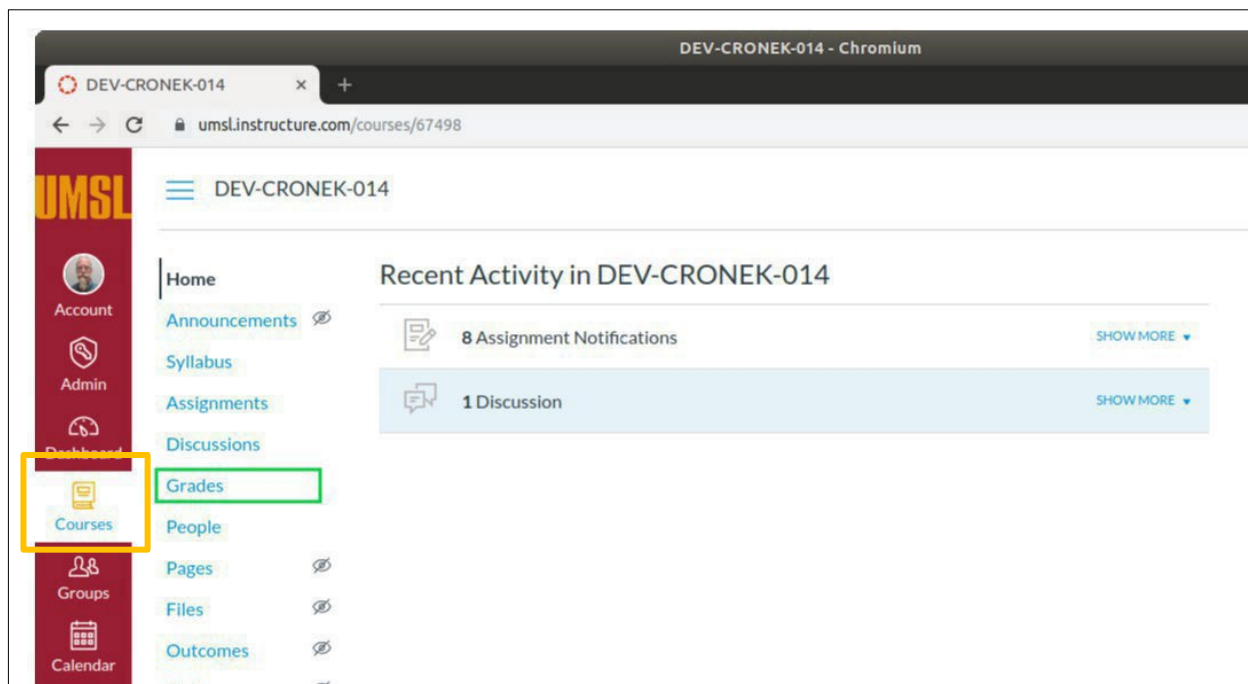 DEV-CRONEK-014 - Chromium
DEV-CRONEK-014
umsl.instructure.com/courses/67498
UMSL
DEV-CRONEK-014
Account
Admin
Dashboard
Courses
Groups
Calendar
Home
Announcements
Syllabus
Assignments
Discussions
Grades
People
Pages
Files
Outcomes
Recent Activity in DEV-CRONEK-014
8 Assignment Notifications SHOW MORE
1 Discussion SHOW MORE